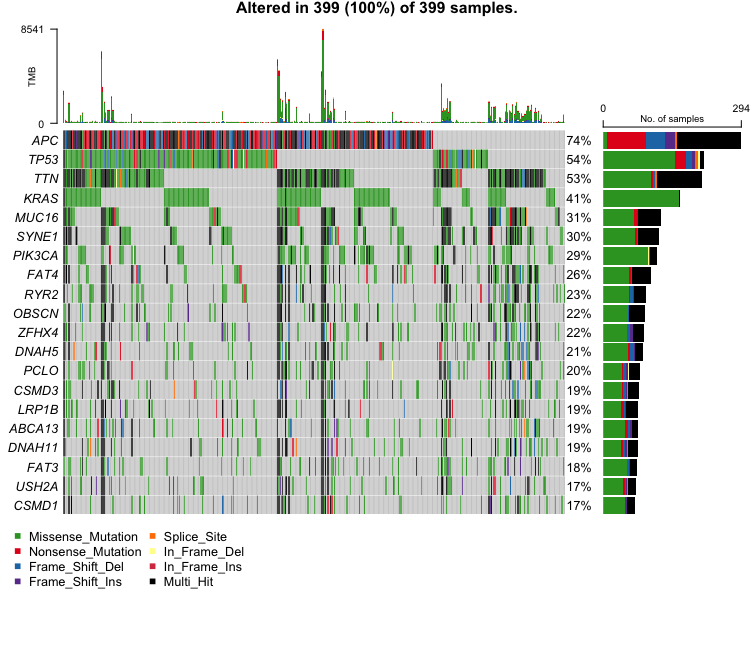 Altered in 399 (100%) of 399 samples.
8541
TMB
0
0 294
No. of samples
APC 74%
TP53 54%
TTN 53%
KRAS 41%
MUC16 31%
SYNE1 30%
PIK3CA 29%
FAT4 26%
RYR2 23%
OBSCN 22%
ZFHX4 22%
DNAH5 21%
PCLO 20%
CSMD3 19%
LRP1B 19%
ABCA13 19%
DNAH11 19%
FAT3 18%
USH2A 17%
CSMD1 17%
Missense_Mutation Splice_Site
Nonsense_Mutation In_Frame_Del
Frame_Shift_Del In_Frame_Ins
Frame_Shift_Ins Multi_Hit